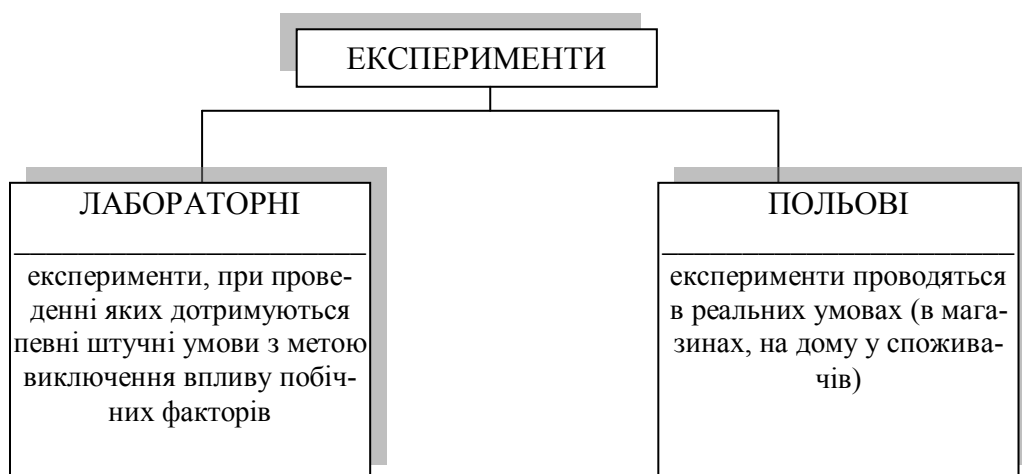 ЕКСПЕРИМЕНТИ
ЛАБОРАТОРНІ
експерименти, при прове-
денні яких дотримуються
певні штучні умови з метою
виключення впливу побіч-
них факторів
ПОЛЬОВІ
експерименти проводяться
в реальних умовах (в мага-
зинах, на дому у спожива-
чів)